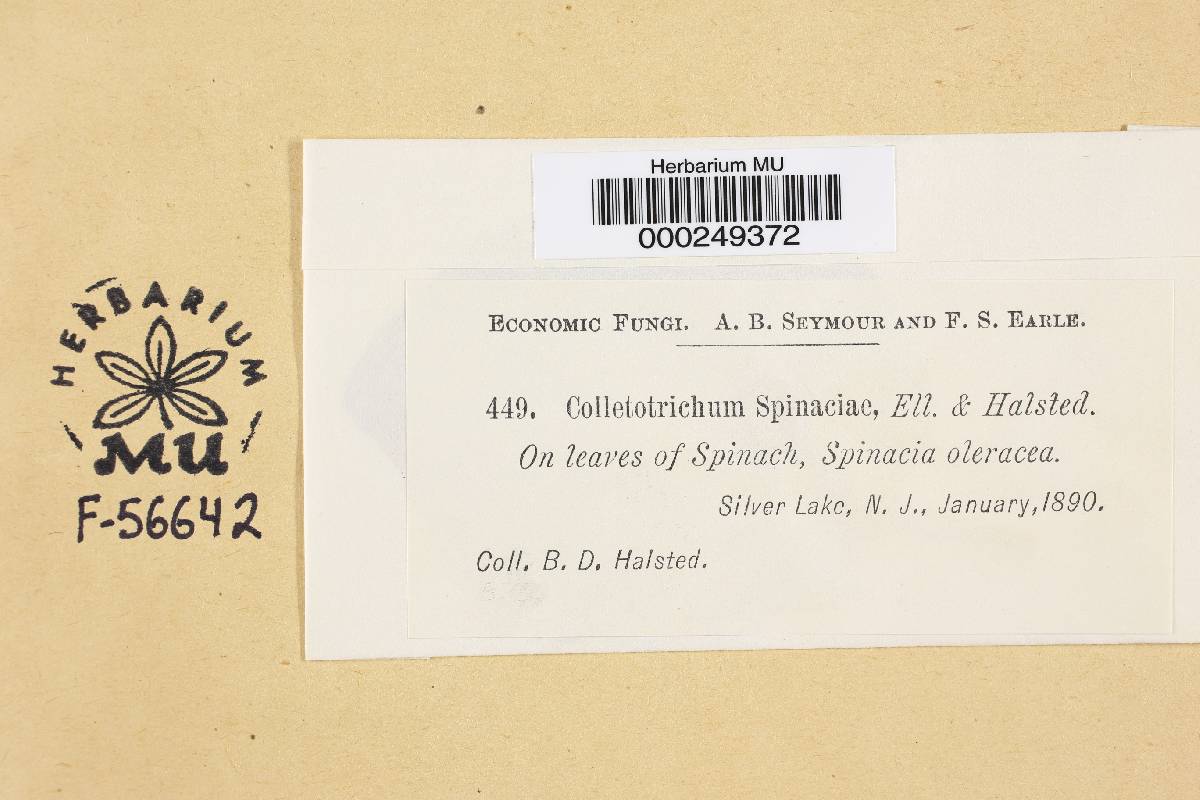 Herbarium MU
000249372
HERBARIUM
MU
F-56642
Economic Fungi. A. B. Seymour and F. S. Earle.
449. Colletotrichum Spinaciae, Ell. & Halsted.
On leaves of Spinach, Spinacia oleracea.
Silver Lake, N. J., January, 1890.
Coll. B. D. Halsted.